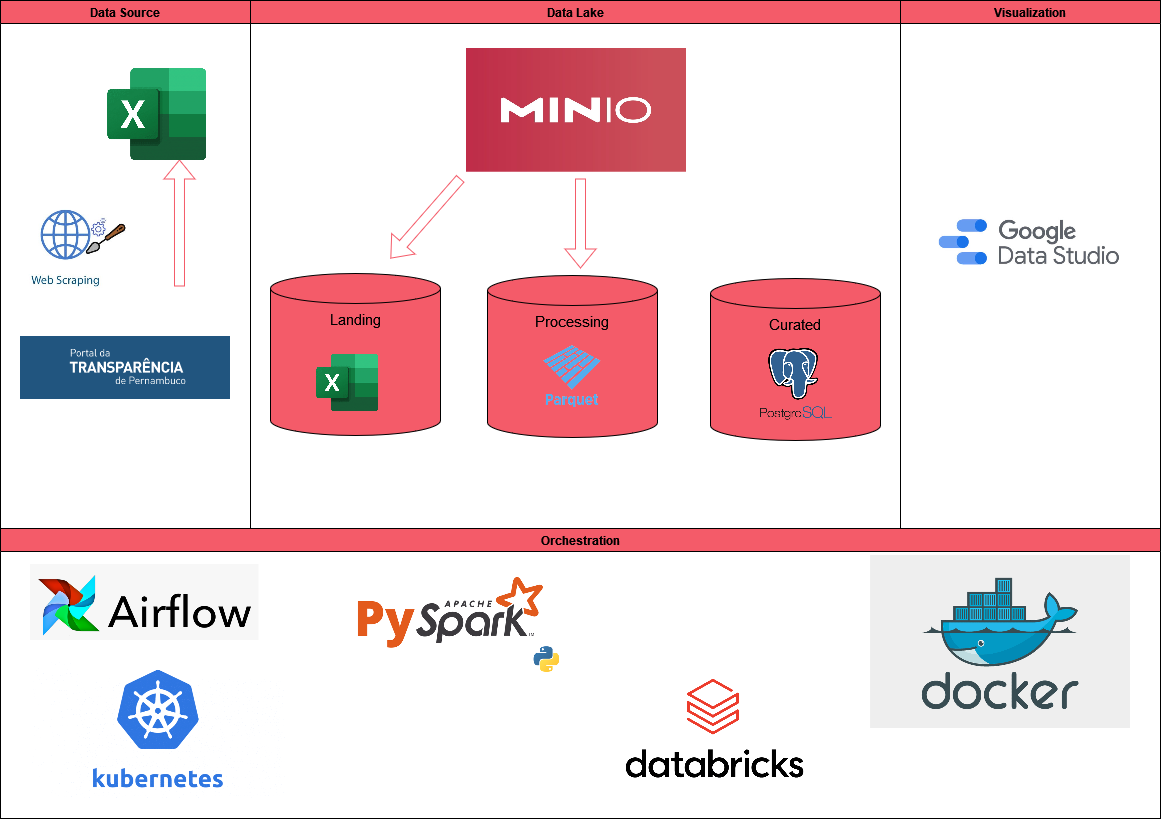 Data Source
Data Lake
Visualization
X
MINIO
Web Scraping
Portal da
TRANSPARÊNCIA
de Pernambuco
Landing
X
Processing
Parquet
Curated
PostgreSQL
Google
Data Studio
Orchestration
Airflow
APACHE
PySpark
TM
kubernetes
databricks
docker